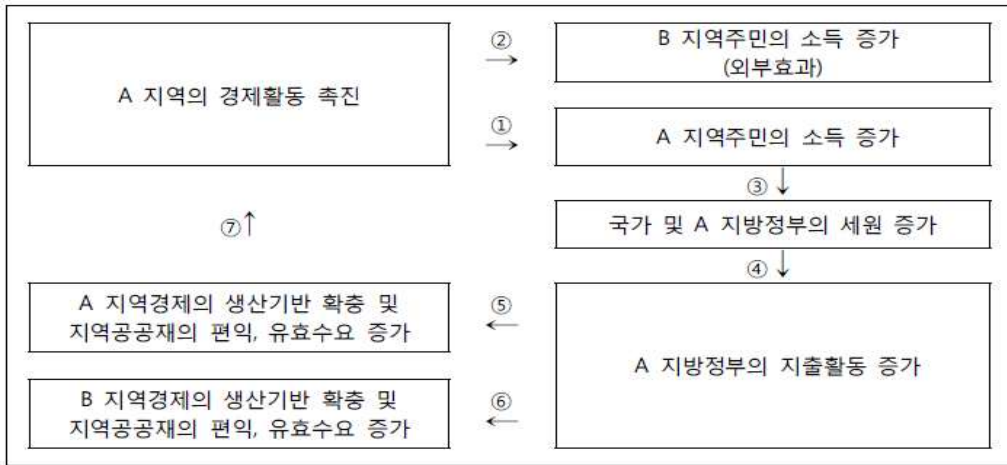 A 지역의 경제활동 촉진
②
→
B 지역주민의 소득 증가
(외부효과)
①
→
A 지역주민의 소득 증가
③ ↓
국가 및 A 지방정부의 세원 증가
④ ↓
A 지방정부의 지출활동 증가
⑤
←
A 지역경제의 생산기반 확충 및
지역공공재의 편익, 유효수요 증가
⑥
←
B 지역경제의 생산기반 확충 및
지역공공재의 편익, 유효수요 증가
⑦↑